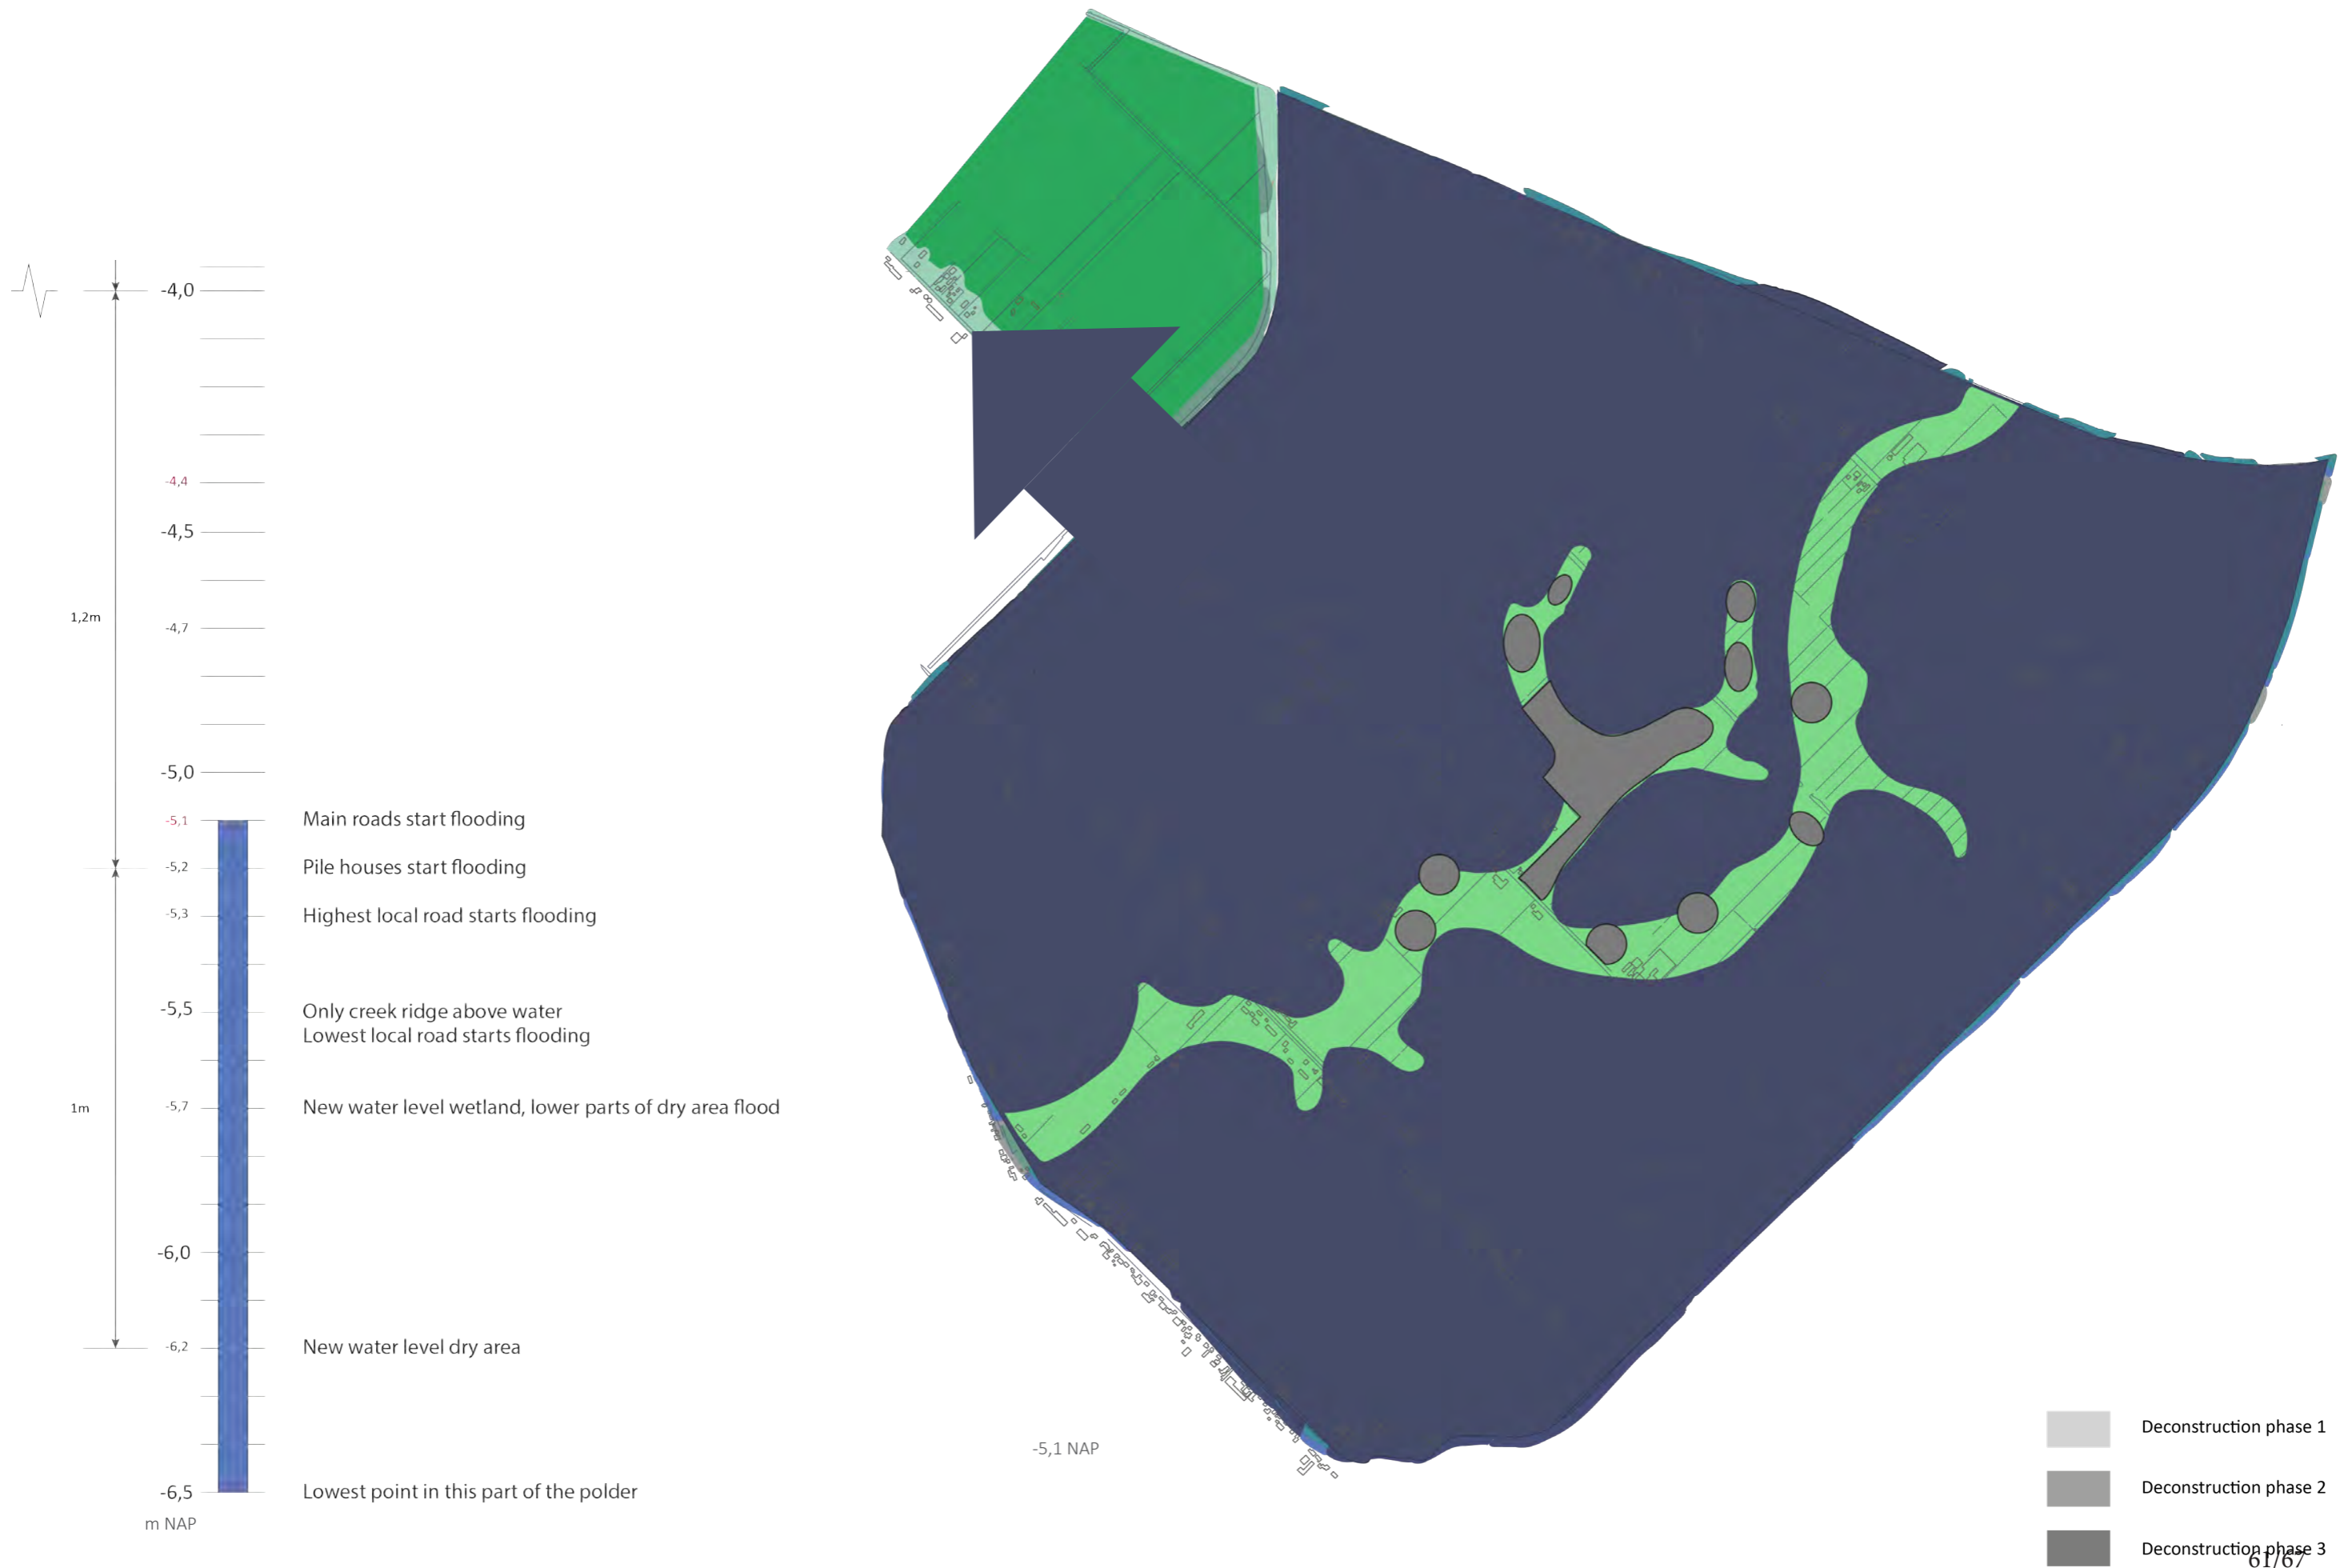 -4,0
-4,4
-4,5
1,2m
-4,7
-5,0
-5,1 Main roads start flooding
-5,2 Pile houses start flooding
-5,3 Highest local road starts flooding
-5,5 Only creek ridge above water
Lowest local road starts flooding
1m
-5,7 New water level wetland, lower parts of dry area flood
-6,0
-6,2 New water level dry area
-6,5 Lowest point in this part of the polder
m NAP
-5,1 NAP
Deconstruction phase 1
Deconstruction phase 2
Deconstruction phase 3
61/67